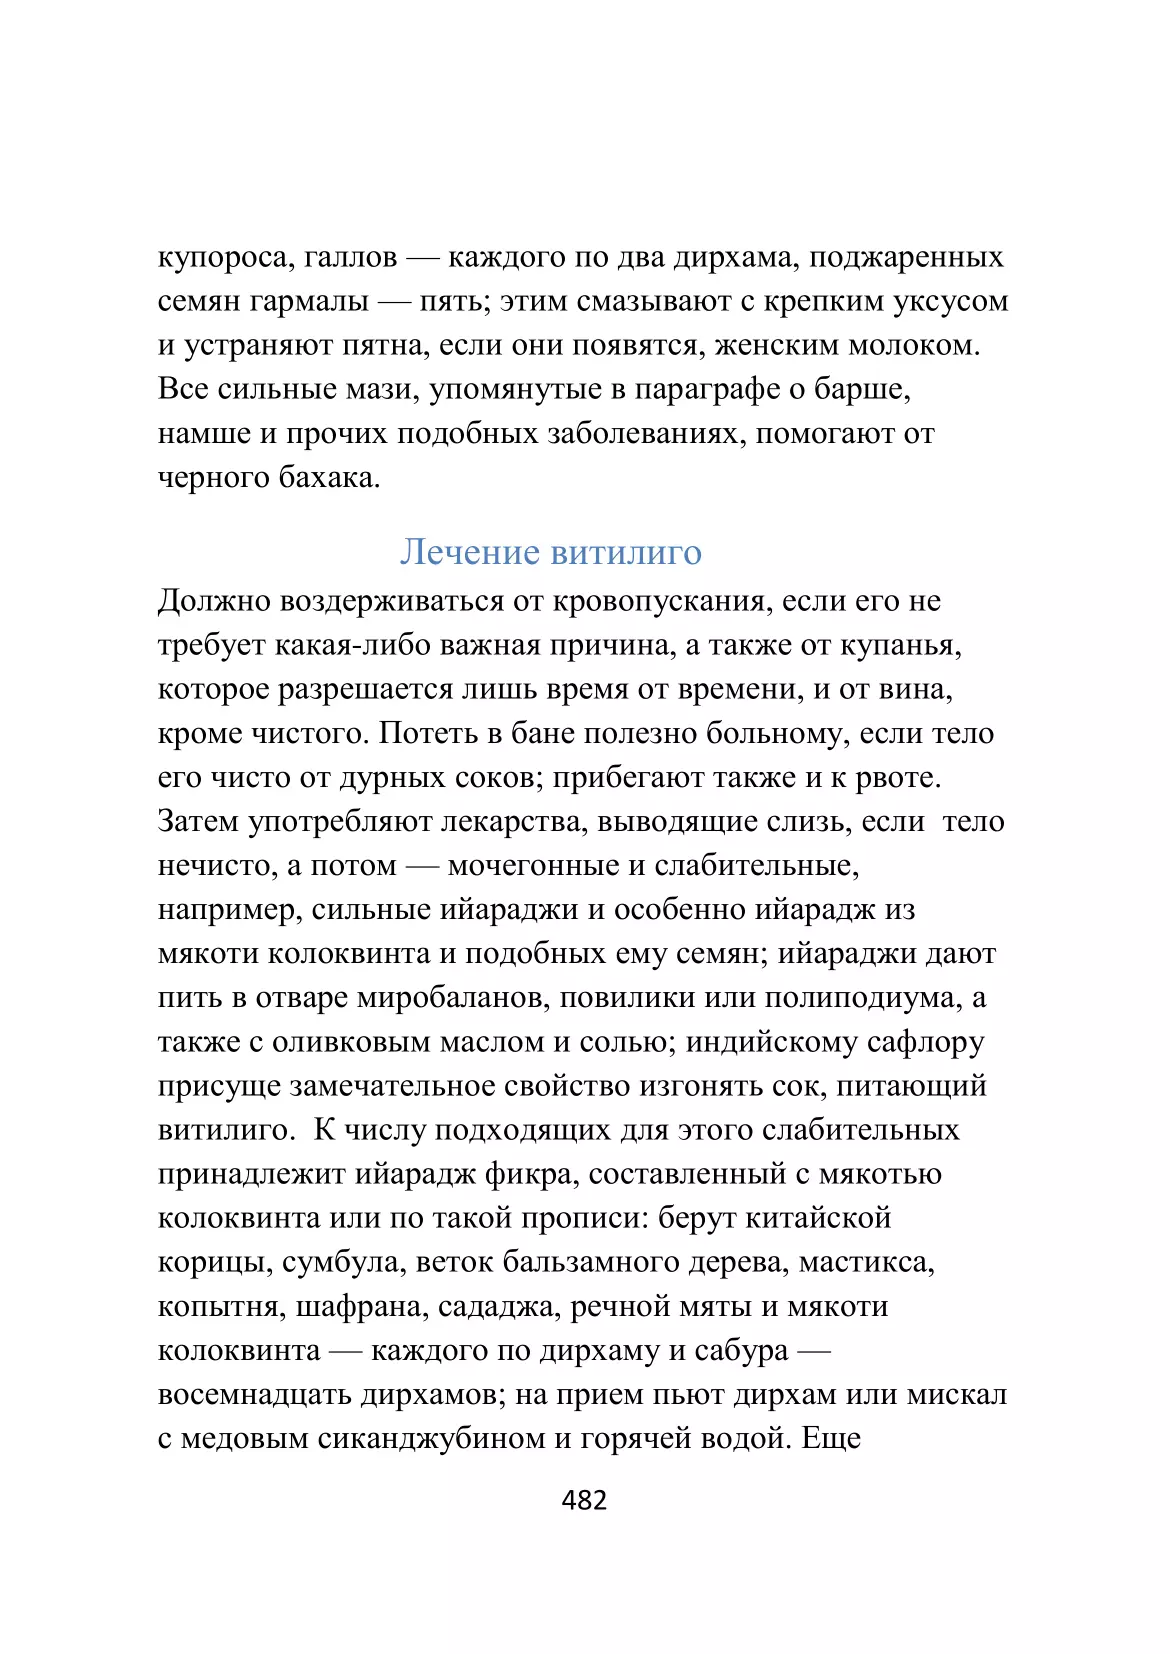 купороса, галлов — каждого по два дирхама, поджаренных
семян гармалы — пять; этим смазывают с крепким уксусом
и устраняют пятна, если они появятся, женским молоком.
Все сильные мази, упомянутые в параграфе о барше,
намше и прочих подобных заболеваниях, помогают от
черного бахака.
Лечение витилиго
Должно воздерживаться от кровопускания, если его не
требует какая-либо важная причина, а также от купанья,
которое разрешается лишь время от времени, и от вина,
кроме чистого. Потеть в бане полезно больному, если тело
его чисто от дурных соков; прибегают также и к рвоте.
Затем употребляют лекарства, выводящие слизь, если  тело
нечисто, а потом — мочегонные и слабительные,
например, сильные ийараджи и особенно ийарадж из
мякоти колоквинта и подобных ему семян; ийараджи дают
пить в отваре миробаланов, повилики или полиподиума, а
также с оливковым маслом и солью; индийскому сафлору
присуще замечательное свойство изгонять сок, питающий
витилиго.  К числу подходящих для этого слабительных
принадлежит ийарадж фикра, составленный с мякотью
колоквинта или по такой прописи: берут китайской
корицы, сумбула, веток бальзамного дерева, мастикса,
копытня, шафрана, сададжа, речной мяты и мякоти
колоквинта — каждого по дирхаму и сабура —
восемнадцать дирхамов; на прием пьют дирхам или мискал
с медовым сиканджубином и горячей водой. Еще
482